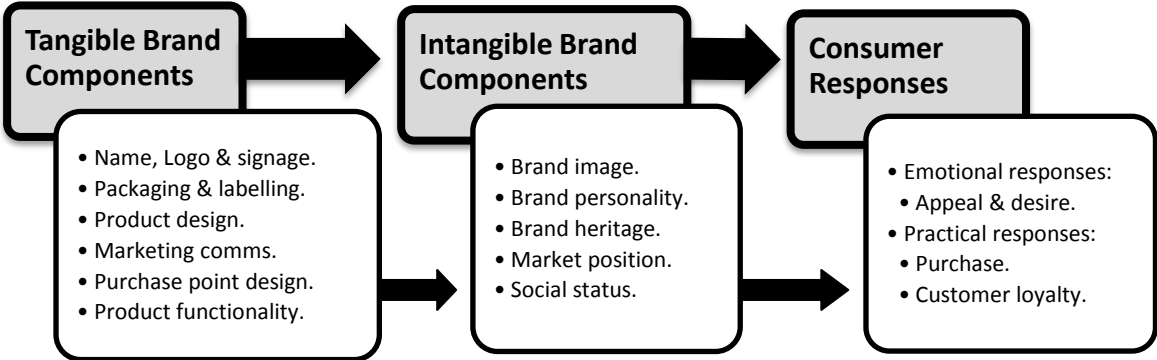 Tangible Brand
Components
• Name, Logo & signage.
• Packaging & labelling.
• Product design.
• Marketing comms.
• Purchase point design.
• Product functionality.
Intangible Brand
Components
• Brand image.
• Brand personality.
• Brand heritage.
• Market position.
• Social status.
Consumer
Responses
• Emotional responses:
• Appeal & desire.
• Practical responses:
• Purchase.
• Customer loyalty.